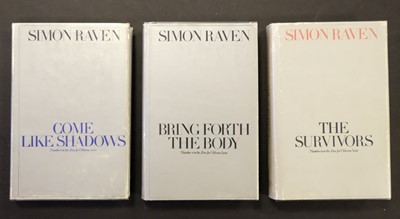 SIMON RAVEN
COME
LIKE SHADOWS
SIMON RAVEN
BRING FORTH
THE BODY
SIMON RAVEN
THE
SURVIVORS